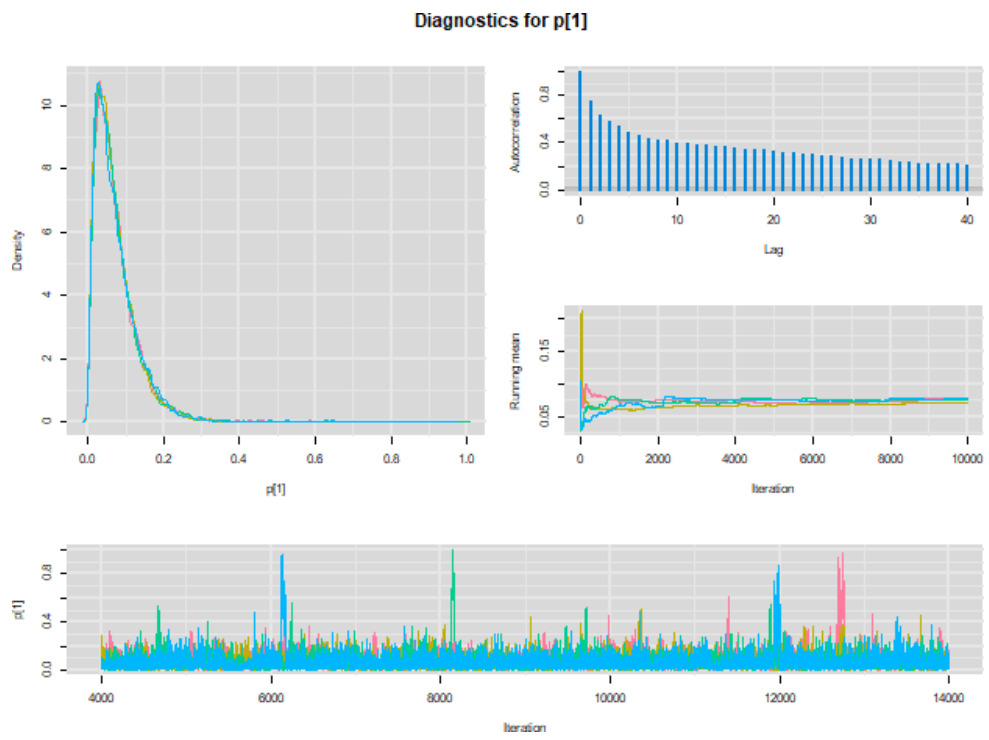 Diagnostics for p[1]
Density
0 2 4 6 8 10
0.0 0.2 0.4 0.6 0.8 1.0
p[1]
Autocorrelation
0.0 0.4 0.8
0 10 20 30 40
Lag
Running mean
0.05 0.15
0 2000 4000 6000 8000 10000
Iteration
p[1]
0.0 0.4 0.8
4000 6000 8000 10000 12000 14000
Iteration